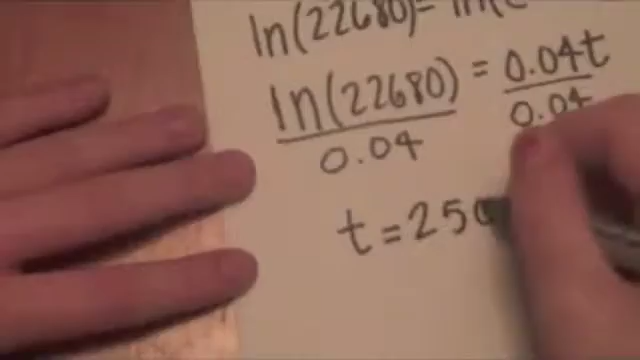 ln(22680)= ln(e
ln(22680) = 0.04t
0.04 0.04
t=250